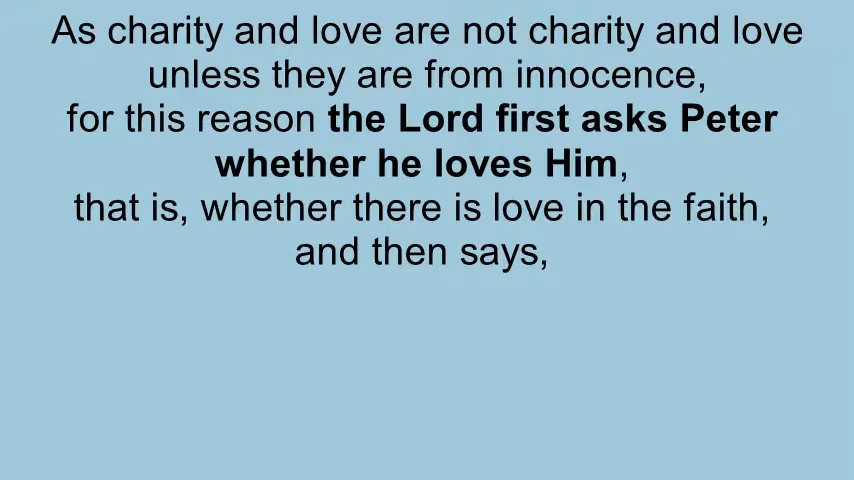 As charity and love are not charity and love
unless they are from innocence,
for this reason the Lord first asks Peter
whether he loves Him,
that is, whether there is love in the faith,
and then says,